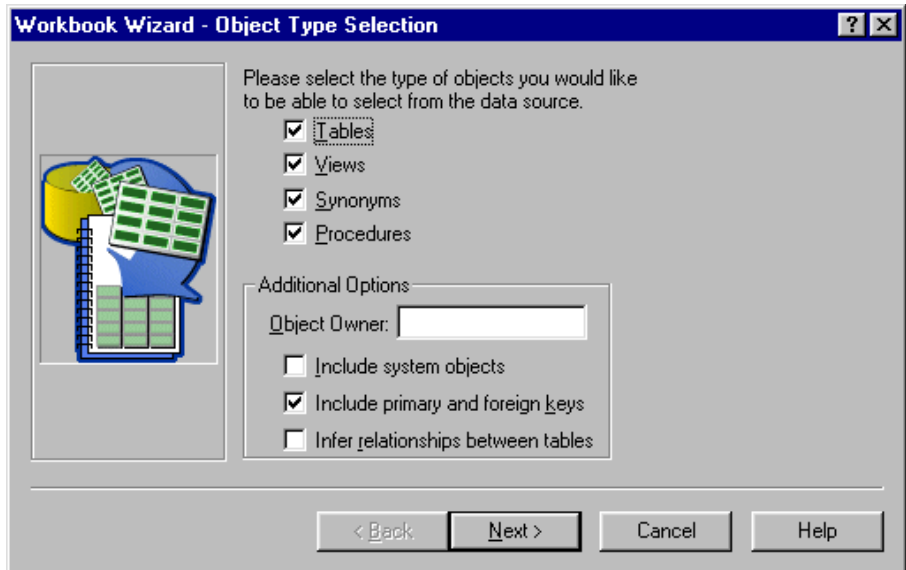 Workbook Wizard - Object Type Selection
Please select the type of objects you would like
to be able to select from the data source.
Tables
Views
Synonyms
Procedures
Additional Options
Object Owner:
Include system objects
Include primary and foreign keys
Infer relationships between tables
< Back
Next >
Cancel
Help